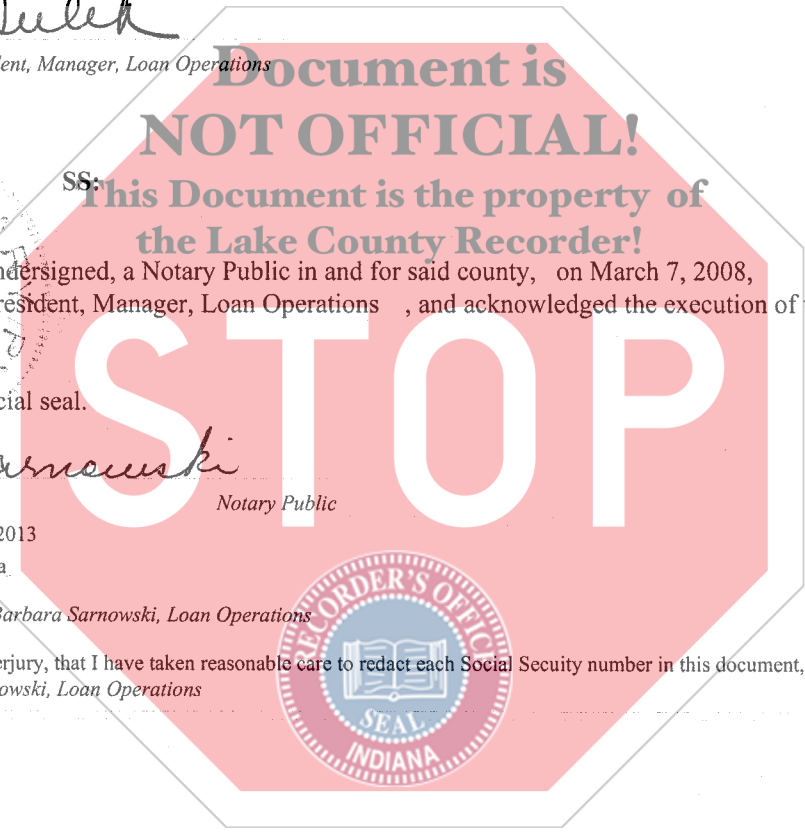 ent, Manager, Loan Operations
Document is
NOT OFFICIAL!
SS:
This Document is the property of
the Lake County Recorder!
ndersigned, a Notary Public in and for said county, on March 7, 2008,
resident, Manager, Loan Operations , and acknowledged the execution of
STOP
cial seal.
arnowski
Notary Public
2013
a
Barbara Sarnowski, Loan Operations
RECORDER'S OFFICE
erjury, that I have taken reasonable care to redact each Social Secuity number in this document,
owski, Loan Operations
SEAL
INDIANA